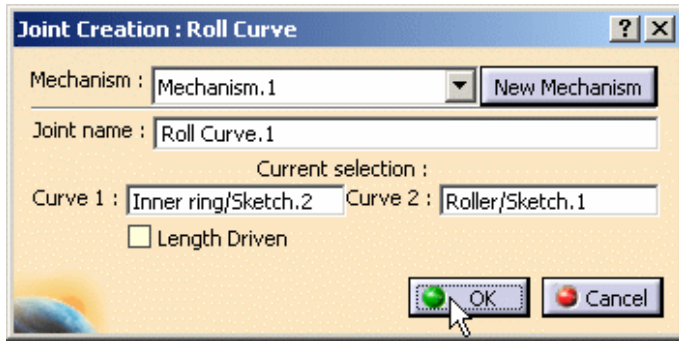 Joint Creation : Roll Curve ? X
Mechanism : Mechanism.1 New Mechanism
Joint name : Roll Curve.1
Current selection :
Curve 1 : Inner ring/Sketch.2 Curve 2 : Roller/Sketch.1
Length Driven
OK Cancel